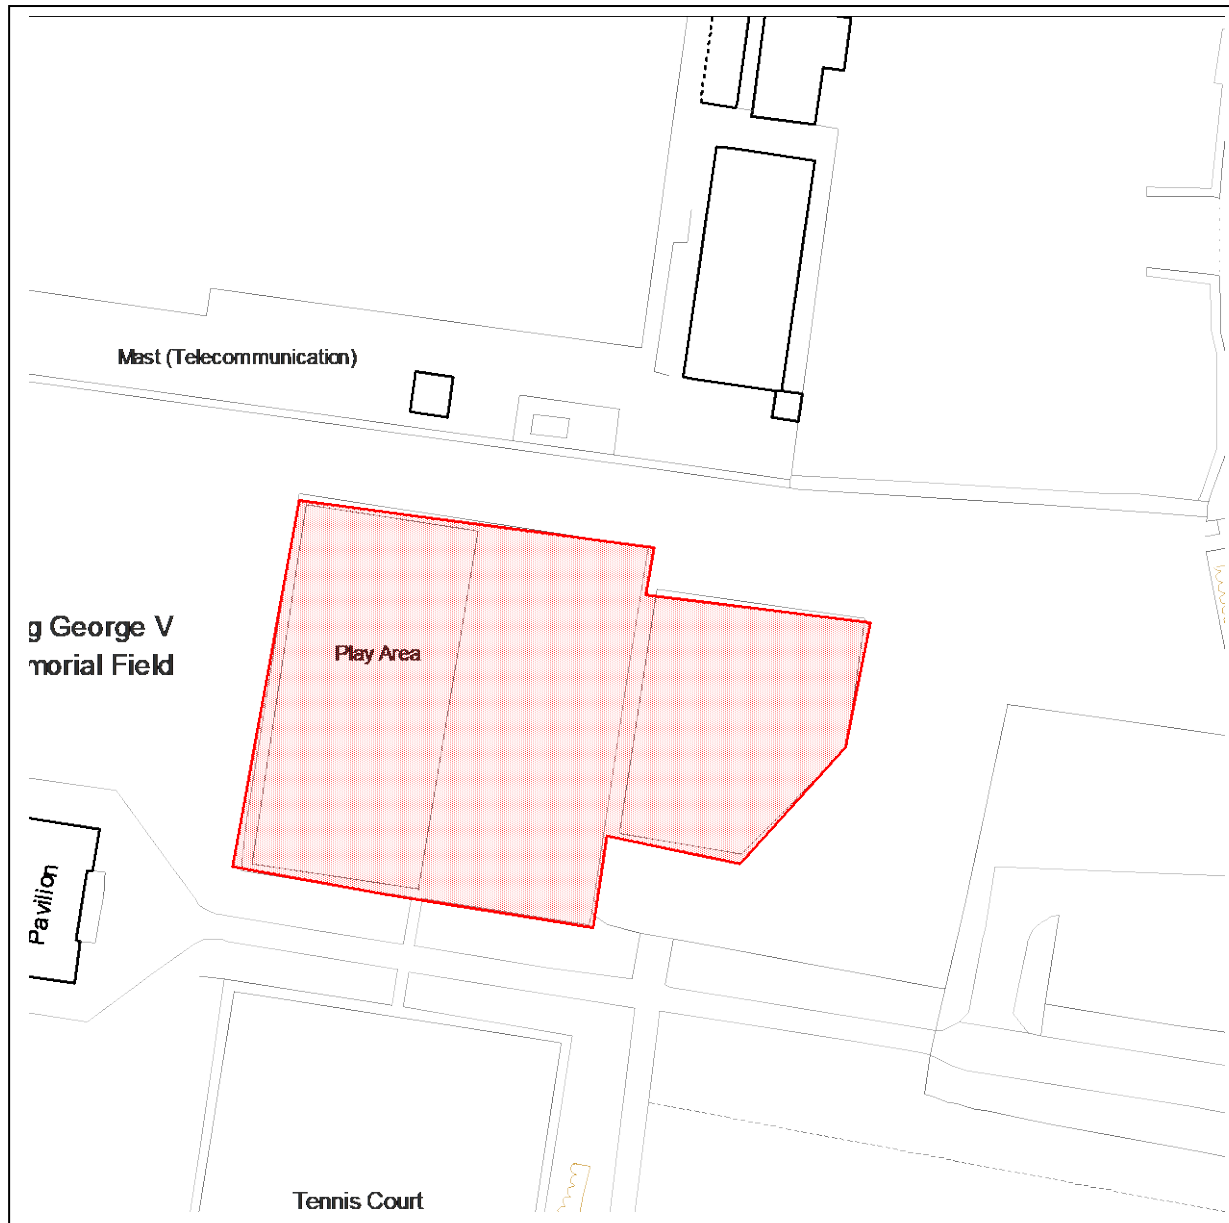 Mast (Telecommunication)
g George V
morial Field
Play Area
Pavilion
Tennis Court